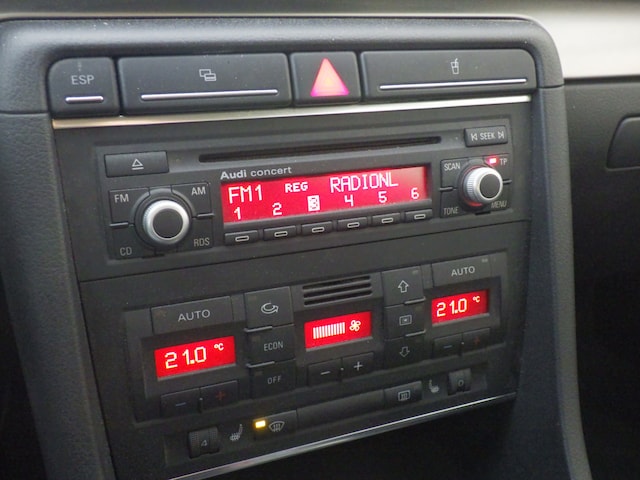 ESP
SEEK
Audi concert
SCAN
TP
FM
AM
FM1 REG RADIONL
1 2 3 4 5 6
CD
RDS
TONE
MENU
AUTO
AUTO
21.0 °C
ECON
21.0 °C
OFF
4